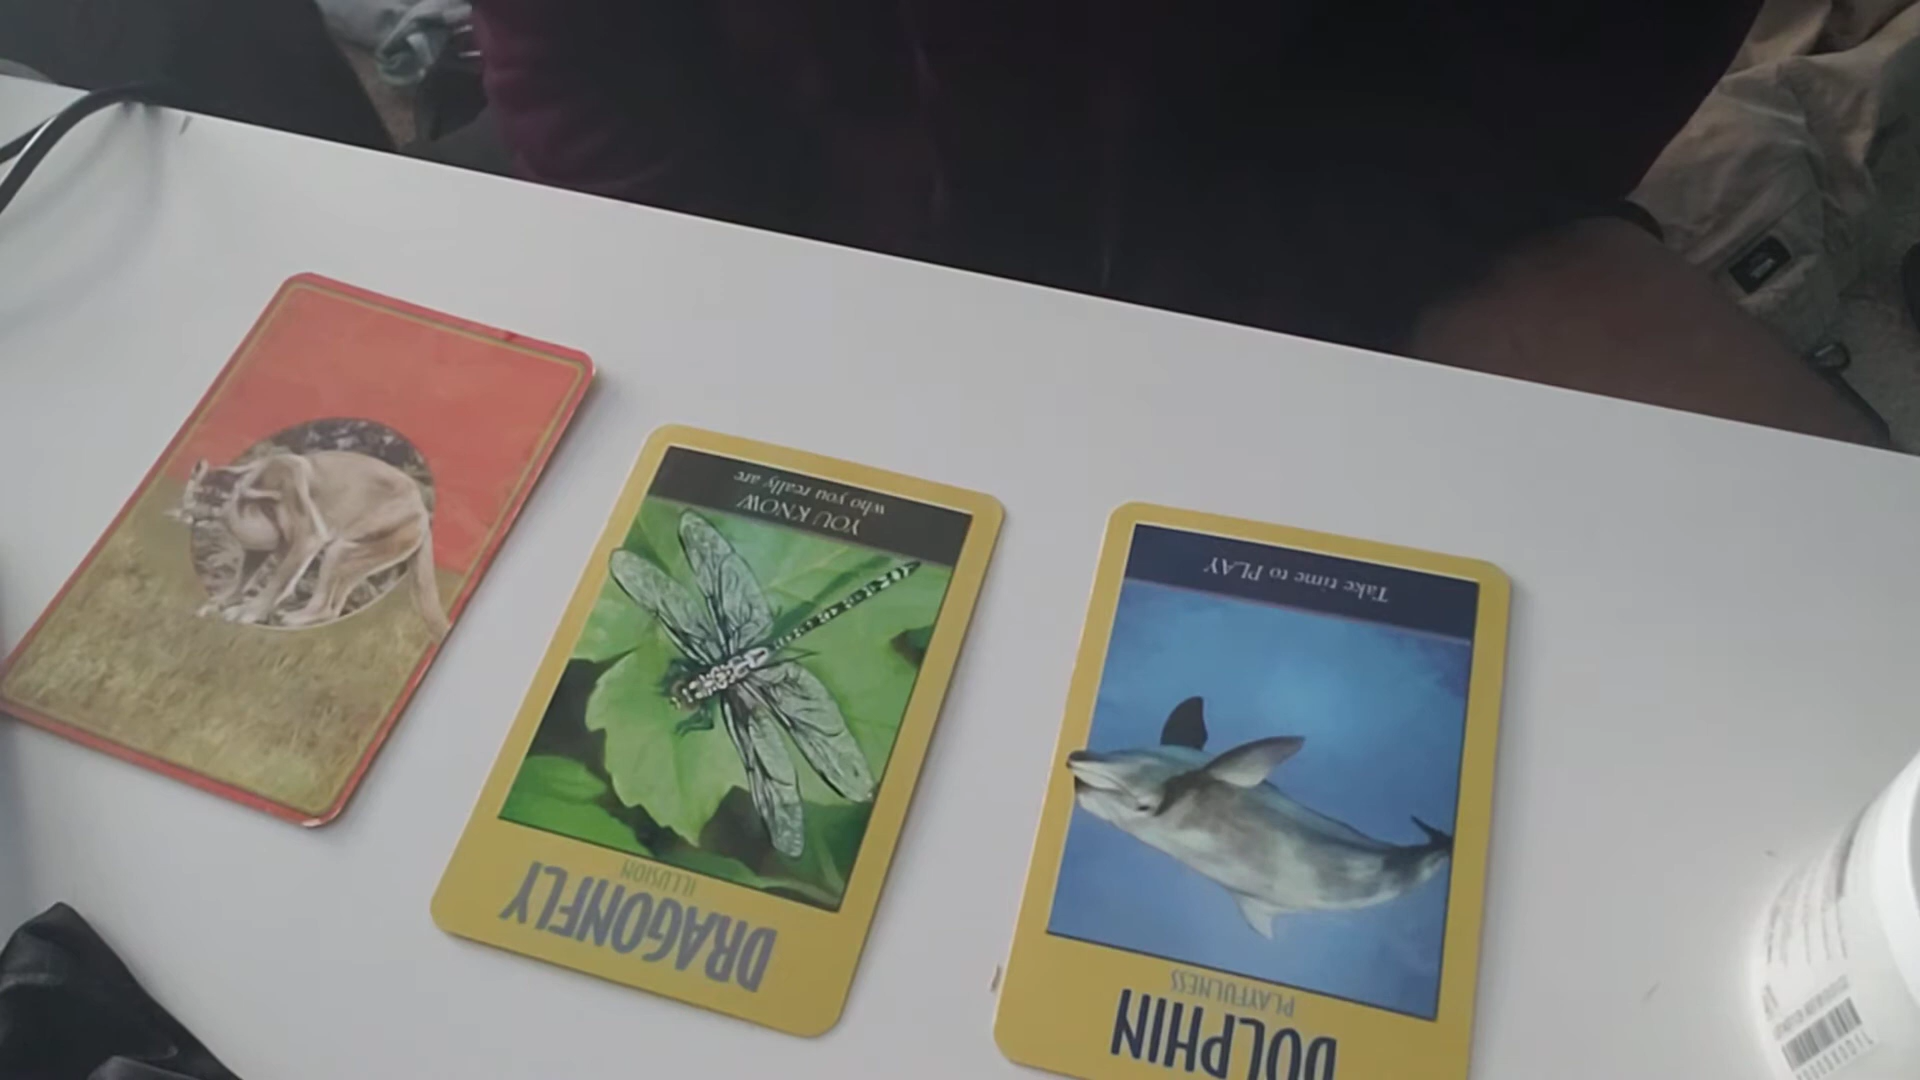 DRAGONFLY
ILLUSION
YOU KNOW
who you really are
DOLPHIN
PLAYFULNESS
Take time to PLAY